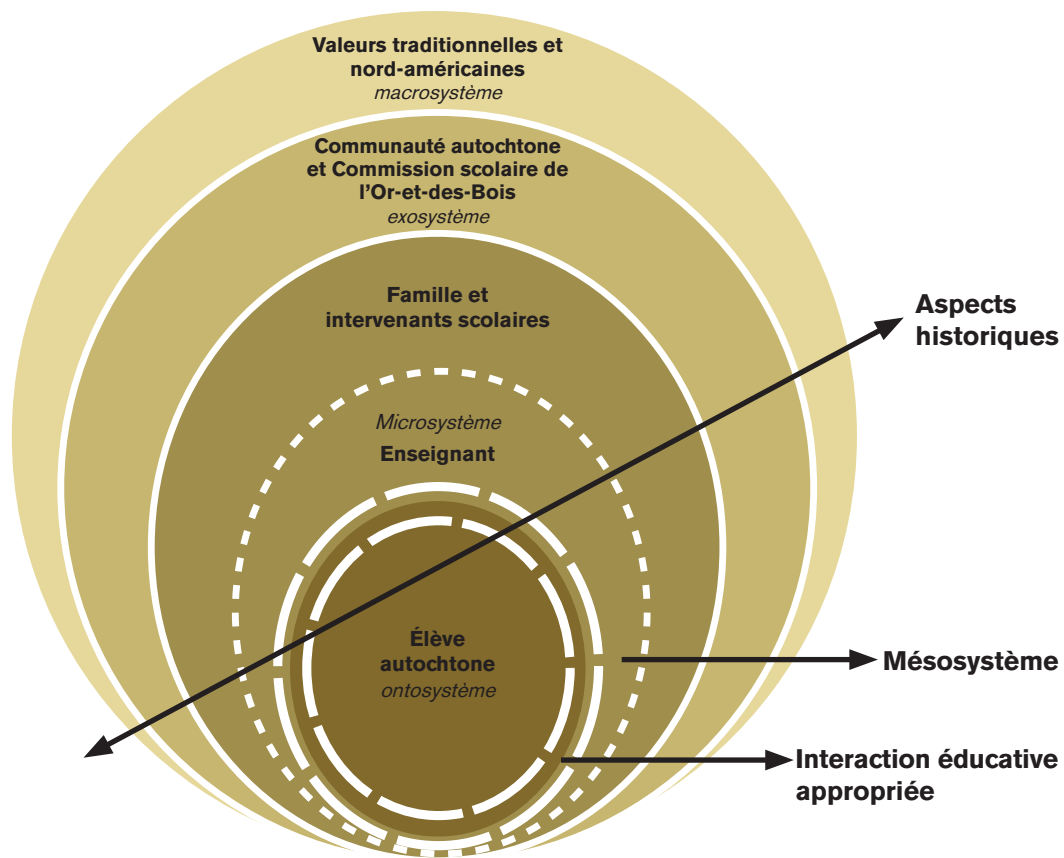 Valeurs traditionnelles et
nord-américaines
macrosystème
Communauté autochtone
et Commission scolaire de
l'Or-et-des-Bois
exosystème
Famille et
intervenants scolaires
Aspects
historiques
Microsystème
Enseignant
Élève
autochtone
ontosystème
Mésosystème
Interaction éducative
appropriée